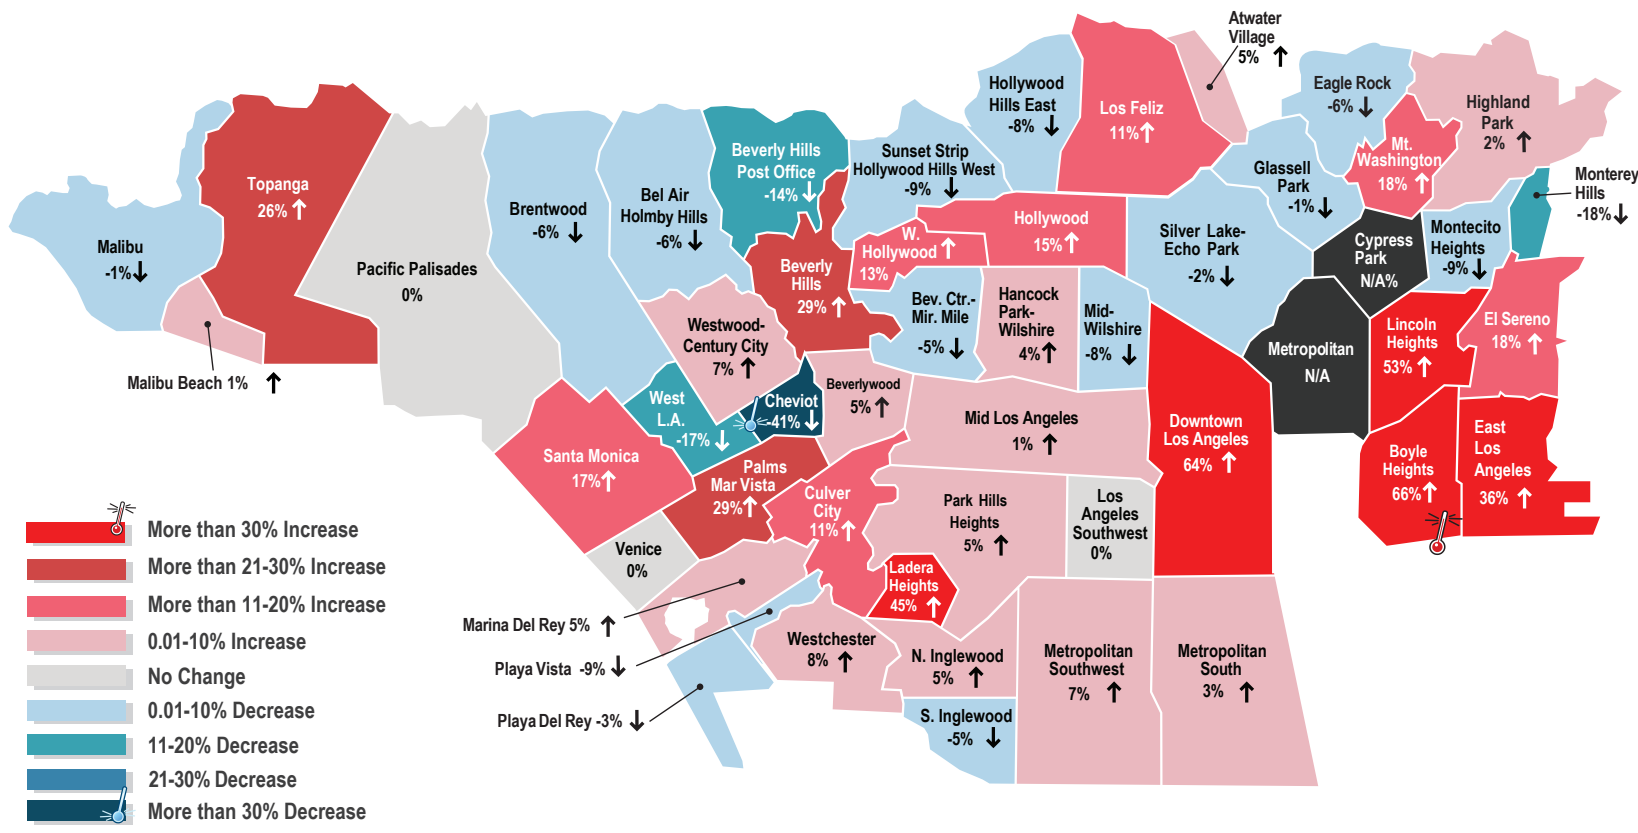 Atwater
Village
5%
Hollywood
Hills East
-8%
Los Feliz
11%
Eagle Rock
-6%
Highland
Park
2%
Mt.
Washington
18%
Glassell
Park
-1%
Monterey
Hills
-18%
Topanga
26%
Beverly Hills
Post Office
-14%
Sunset Strip
Hollywood Hills West
-9%
Bel Air
Holmby Hills
-6%
Brentwood
-6%
Malibu
-1%
Pacific Palisades
0%
W.
Hollywood
13%
Hollywood
15%
Silver Lake-
Echo Park
-2%
Cypress
Park
N/A%
Montecito
Heights
-9%
Beverly
Hills
29%
Bev. Ctr.-
Mir. Mile
-5%
Hancock
Park-
Wilshire
4%
Mid-
Wilshire
-8%
Metropolitan
N/A
Lincoln
Heights
53%
El Sereno
18%
Westwood-
Century City
7%
Malibu Beach 1%
West
L.A.
-17%
Cheviot
-41%
Beverlywood
5%
Mid Los Angeles
1%
Downtown
Los Angeles
64%
Boyle
Heights
66%
East
Los
Angeles
36%
Santa Monica
17%
Palms
Mar Vista
29%
Culver
City
11%
Park Hills
Heights
5%
Los
Angeles
Southwest
0%
Venice
0%
Ladera
Heights
45%
Marina Del Rey 5%
Playa Vista -9%
Playa Del Rey -3%
Westchester
8%
N. Inglewood
5%
S. Inglewood
-5%
Metropolitan
Southwest
7%
Metropolitan
South
3%
More than 30% Increase
More than 21-30% Increase
More than 11-20% Increase
0.01-10% Increase
No Change
0.01-10% Decrease
11-20% Decrease
21-30% Decrease
More than 30% Decrease